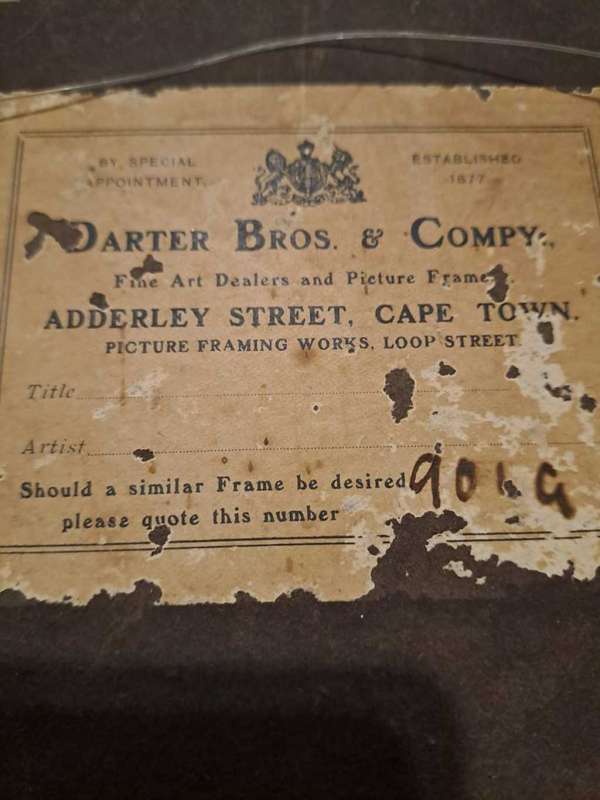 BY, SPECIAL
APPOINTMENT,
ESTABLISHED
1877
DARTER BROS. & COMPY.,
Fine Art Dealers and Picture
ADDERLEY STREET, CAPE TOWN.
PICTURE FRAMING WORKS, LOOP STREET.
Title
Artist
Should a similar Frame be desired
please quote this number